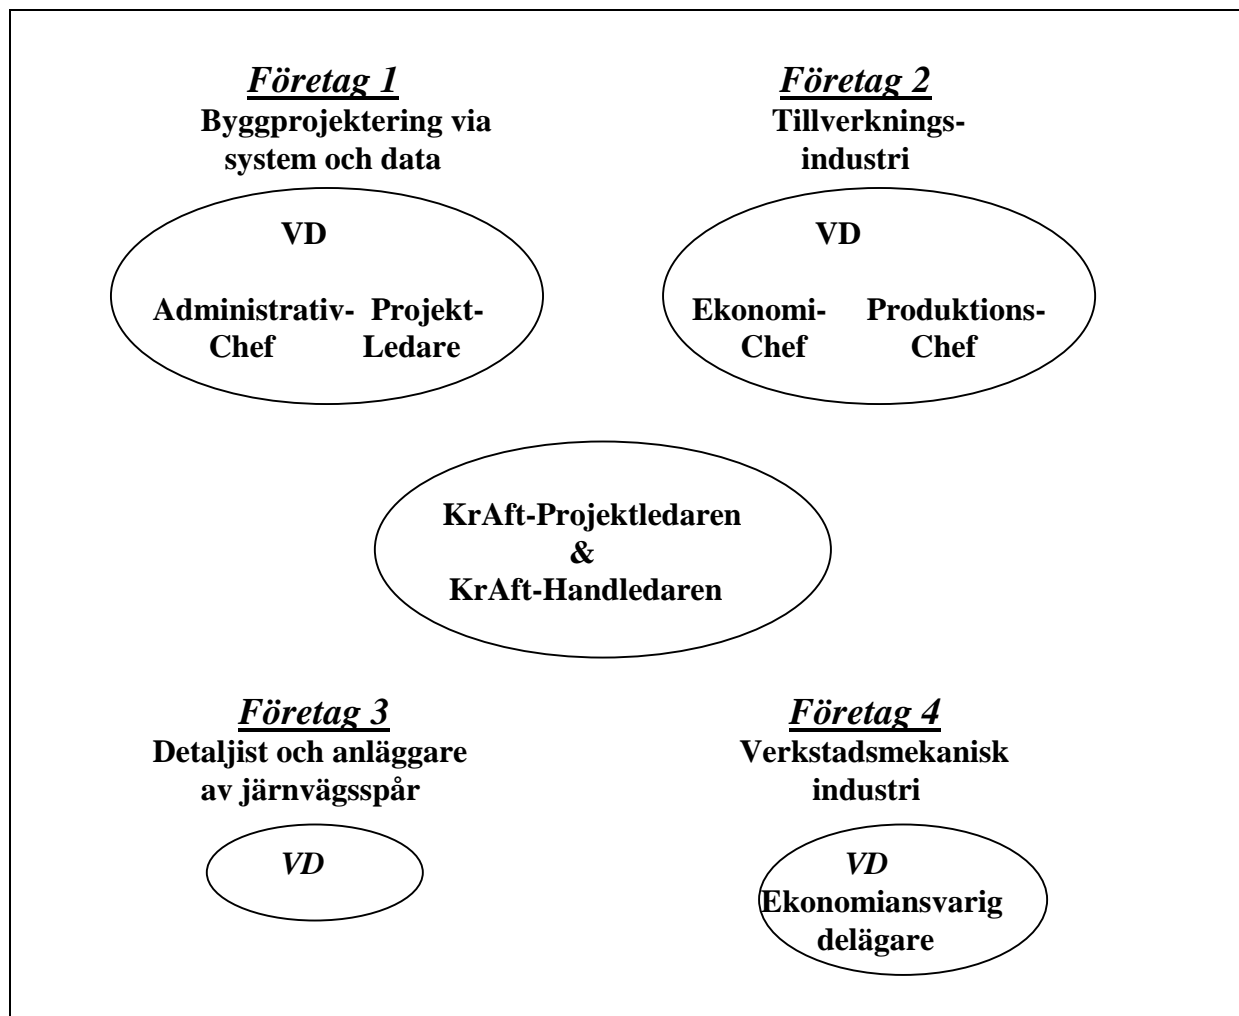 Företag 1
Byggprojektering via
system och data
VD
Administrativ- Projekt-
Chef Ledare
Företag 2
Tillverknings-
industri
VD
Ekonomi- Produktions-
Chef Chef
KrAft-Projektledaren
&
KrAft-Handledaren
Företag 3
Detaljist och anläggare
av järnvägsspår
VD
Företag 4
Verkstadsmekanisk
industri
VD
Ekonomiansvarig
delägare